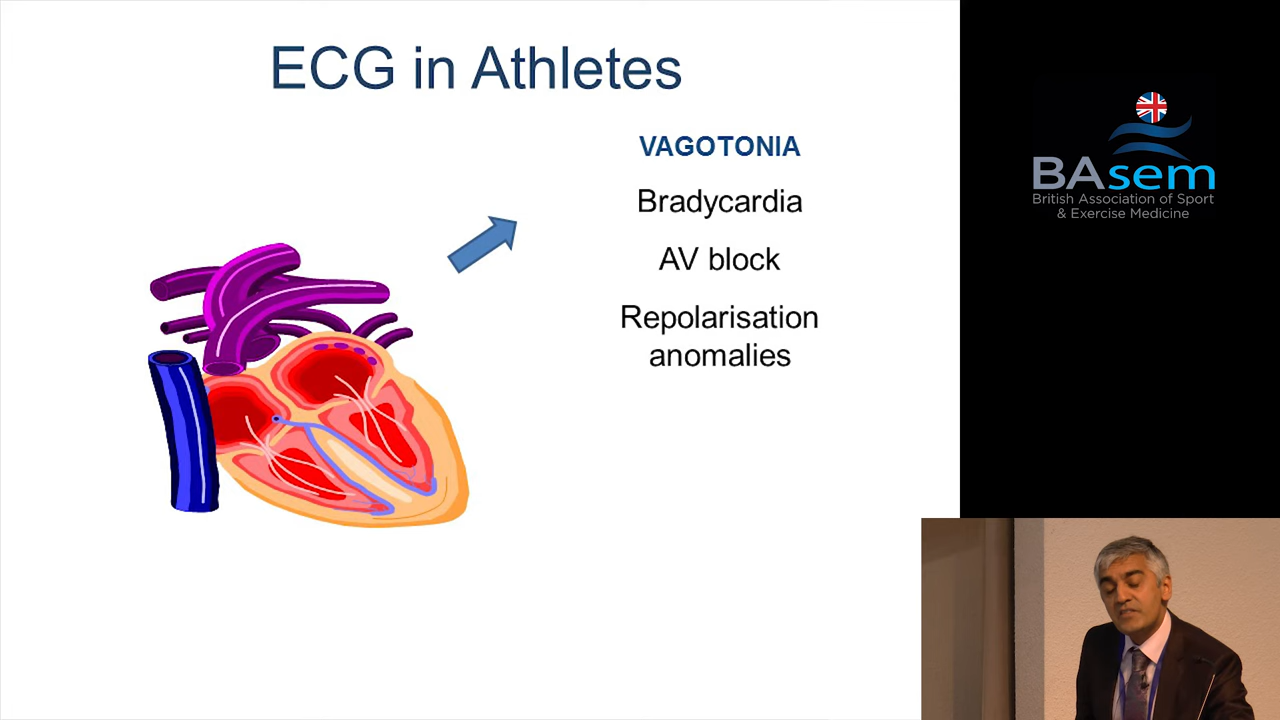 ECG in Athletes
VAGOTONIA
Bradycardia
AV block
Repolarisation
anomalies
BAsem
British Association of Sport
& Exercise Medicine